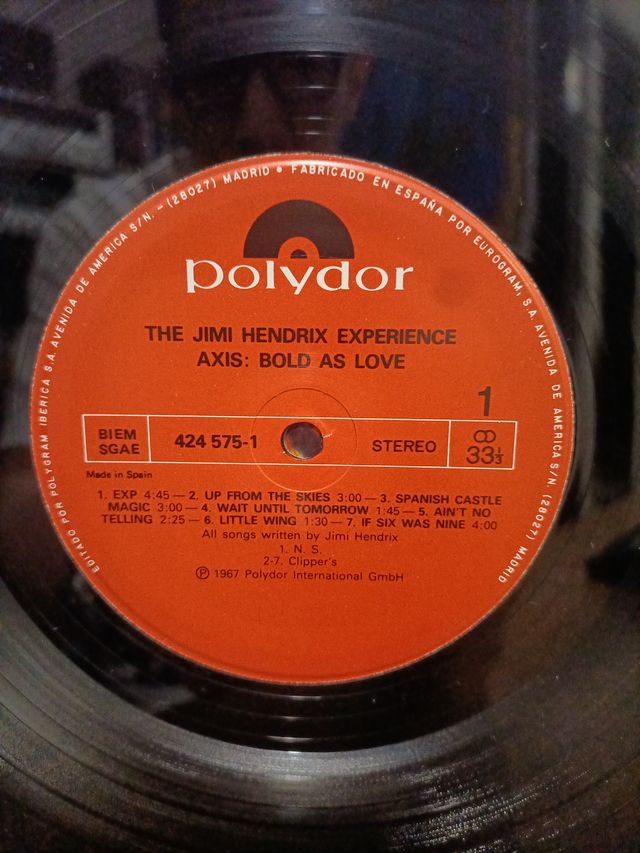 EDITADO POR POLYGRAM IBERICA S.A. AVENIDA DE AMERICA S/N. - (28027) MADRID • FABRICADO EN ESPAÑA POR EUROGRAM, S.A. AVENIDA DE AMERICA S/N (28027) MADRID
polydor
THE JIMI HENDRIX EXPERIENCE
AXIS: BOLD AS LOVE
1
BIEM
SGAE
424 575-1
STEREO
33⅓
Made in Spain
1. EXP 4:45 — 2. UP FROM THE SKIES 3:00 — 3. SPANISH CASTLE
MAGIC 3:00 — 4. WAIT UNTIL TOMORROW 1:45 — 5. AIN'T NO
TELLING 2:25 — 6. LITTLE WING 1:30 — 7. IF SIX WAS NINE 4:00
All songs written by Jimi Hendrix
1. N. S.
2-7. Clipper's
℗ 1967 Polydor International GmbH